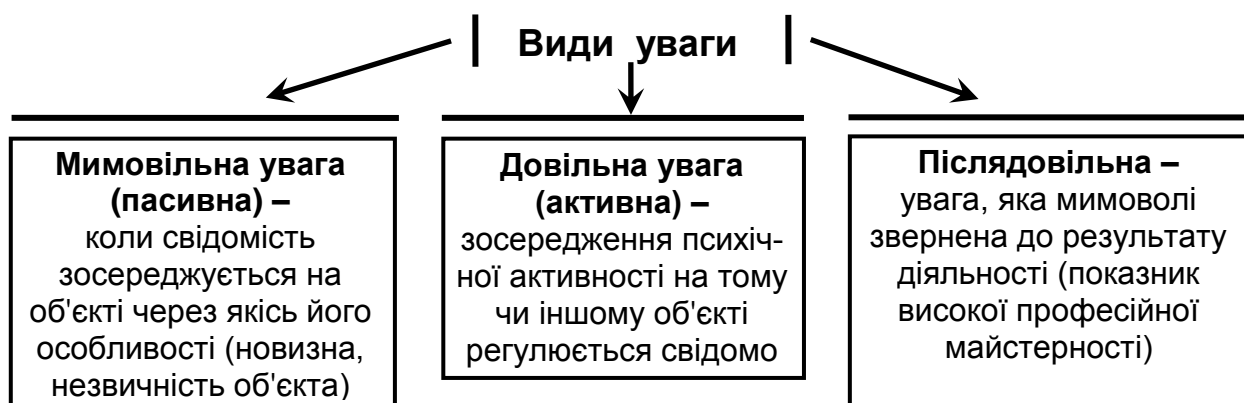 Види уваги
Мимовільна увага
(пасивна) –
коли свідомість
зосереджується на
об'єкті через якісь його
особливості (новизна,
незвичність об'єкта)
Довільна увага
(активна) –
зосередження психіч-
ної активності на тому
чи іншому об'єкті
регулюється свідомо
Післядовільна –
увага, яка мимоволі
звернена до результату
діяльності (показник
високої професійної
майстерності)